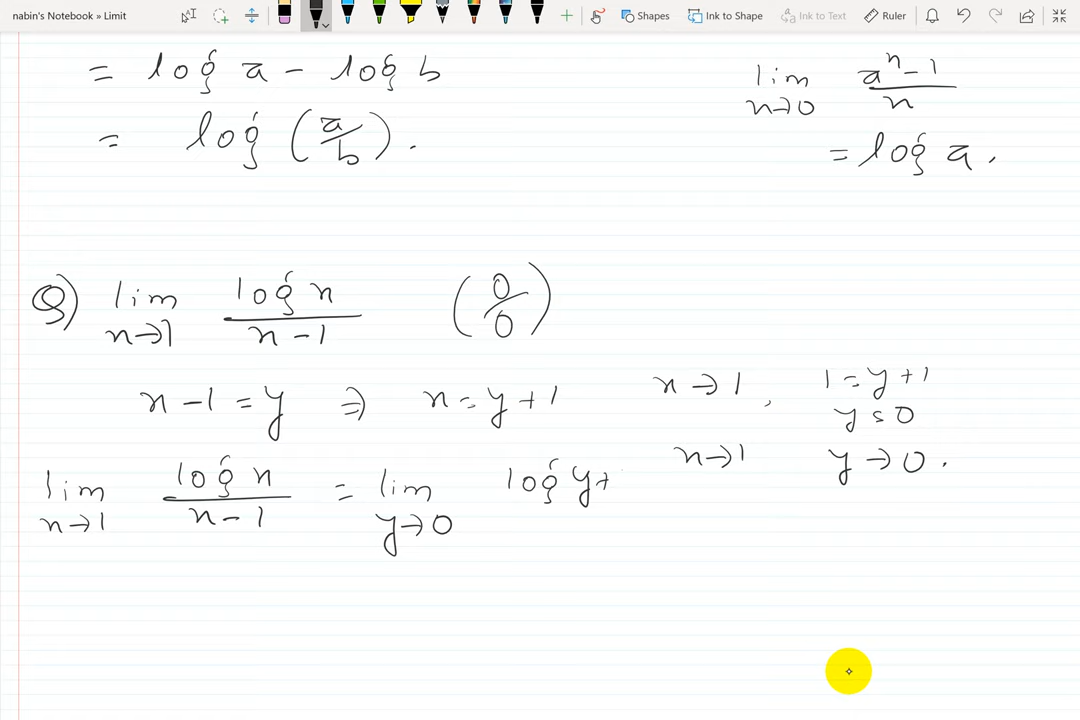 nabin's Notebook » Limit
Shapes Ink to Shape Ink to Text Ruler
= log a - log b
= log (a/b).
lim n→0 (a^n - 1)/n
= log a.
Q) lim n→1 log n/(n-1) (0/0)
n - 1 = y ⇒ n = y + 1 n → 1, 1 = y + 1
y = 0
n → 1 y → 0.
lim n→1 log n/(n-1) = lim y→0 log y+